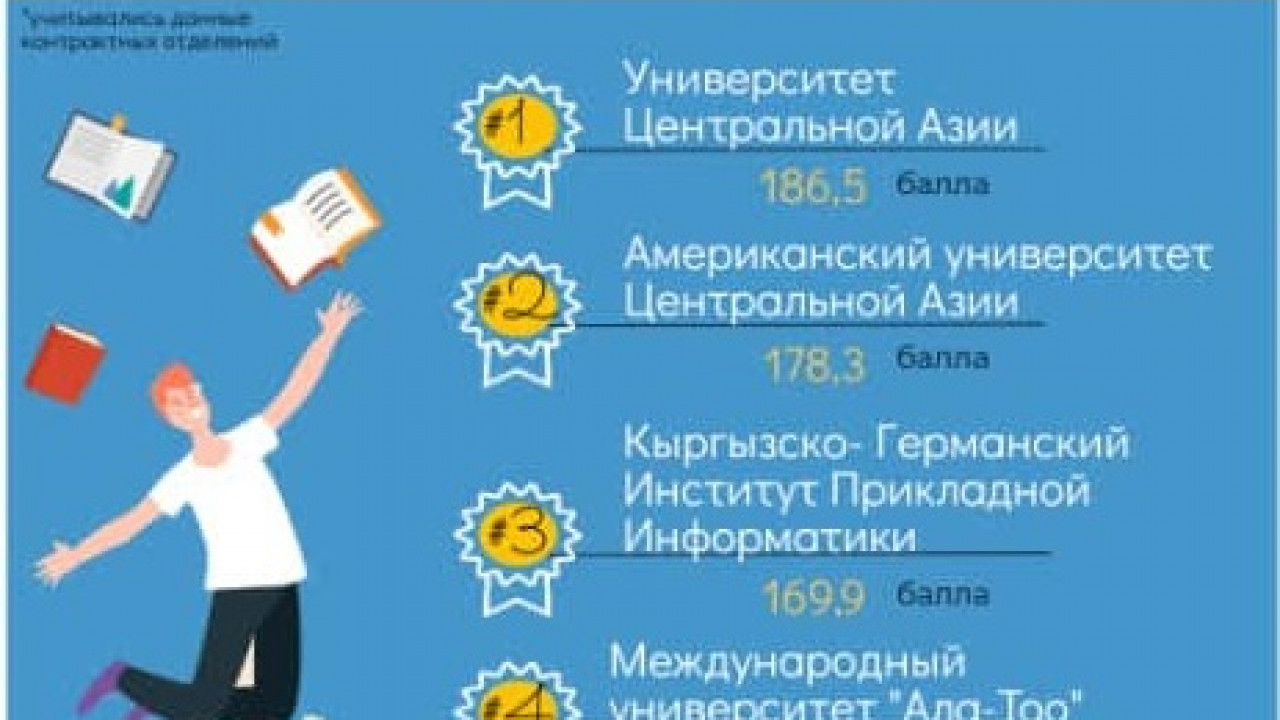 *учитывались данные
контрактных отделений
#1
Университет
Центральной Азии
186,5 балла
#2
Американский университет
Центральной Азии
178,3 балла
#3
Кыргызско- Германский
Институт Прикладной
Информатики
169,9 балла
#4
Международный
университет "Ала-Тоо"